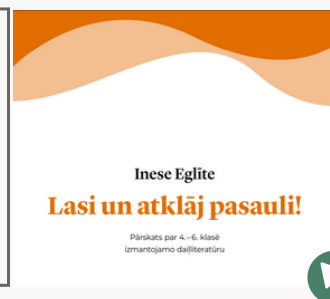 Inese Eglīte
Lasi un atklāj pasauli!
Pārskats par 4.–6. klasē
izmantojamo daiļliteratūru